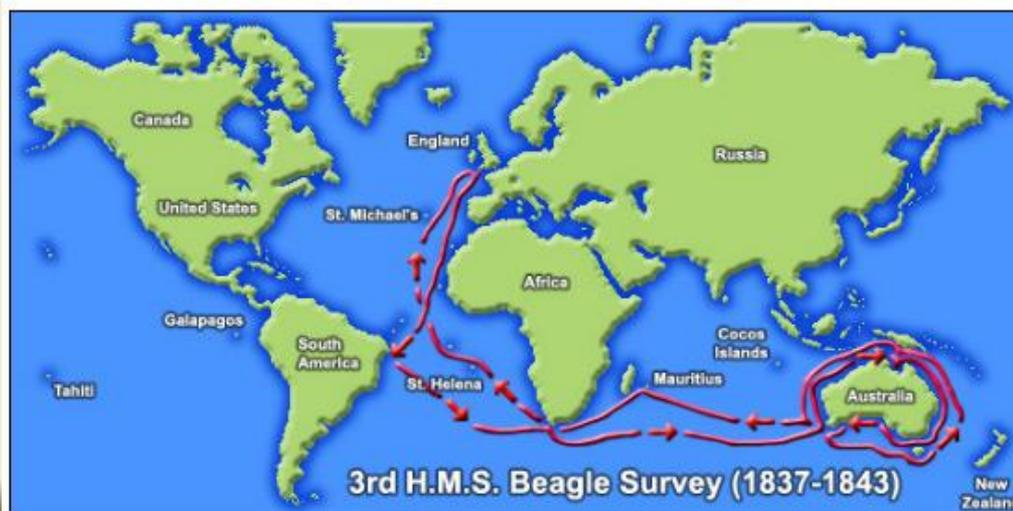 Canada
England
Russia
United States
St. Michael's
Africa
Galapagos
South
America
Cocos
Islands
Tahiti
St. Helena
Mauritius
Australia
3rd H.M.S. Beagle Survey (1837-1843)
New
Zealand